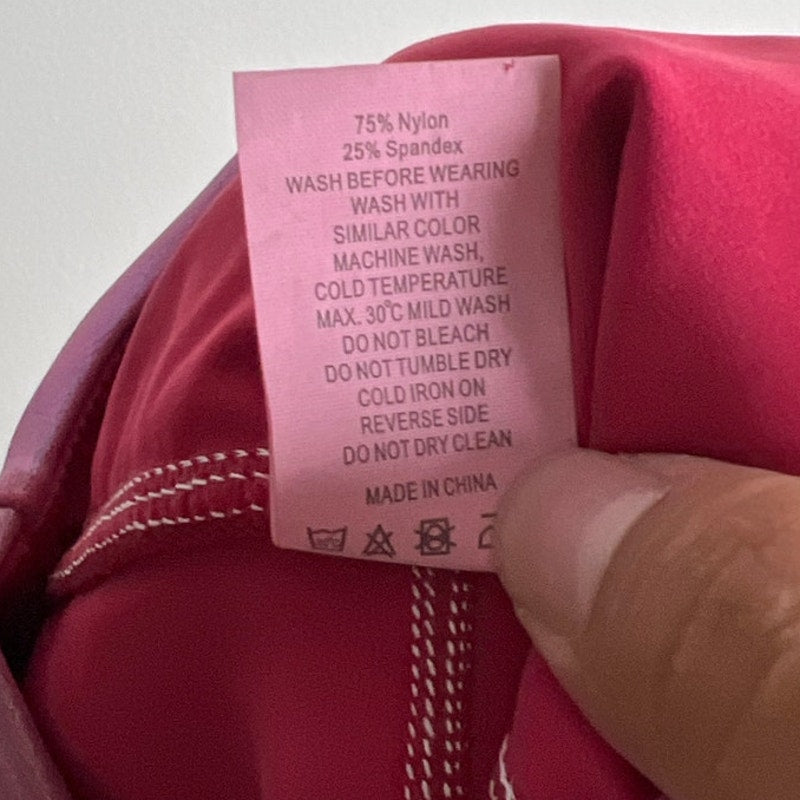 75% Nylon
25% Spandex
WASH BEFORE WEARING
WASH WITH
SIMILAR COLOR
MACHINE WASH,
COLD TEMPERATURE
MAX. 30℃ MILD WASH
DO NOT BLEACH
DO NOT TUMBLE DRY
COLD IRON ON
REVERSE SIDE
DO NOT DRY CLEAN
MADE IN CHINA